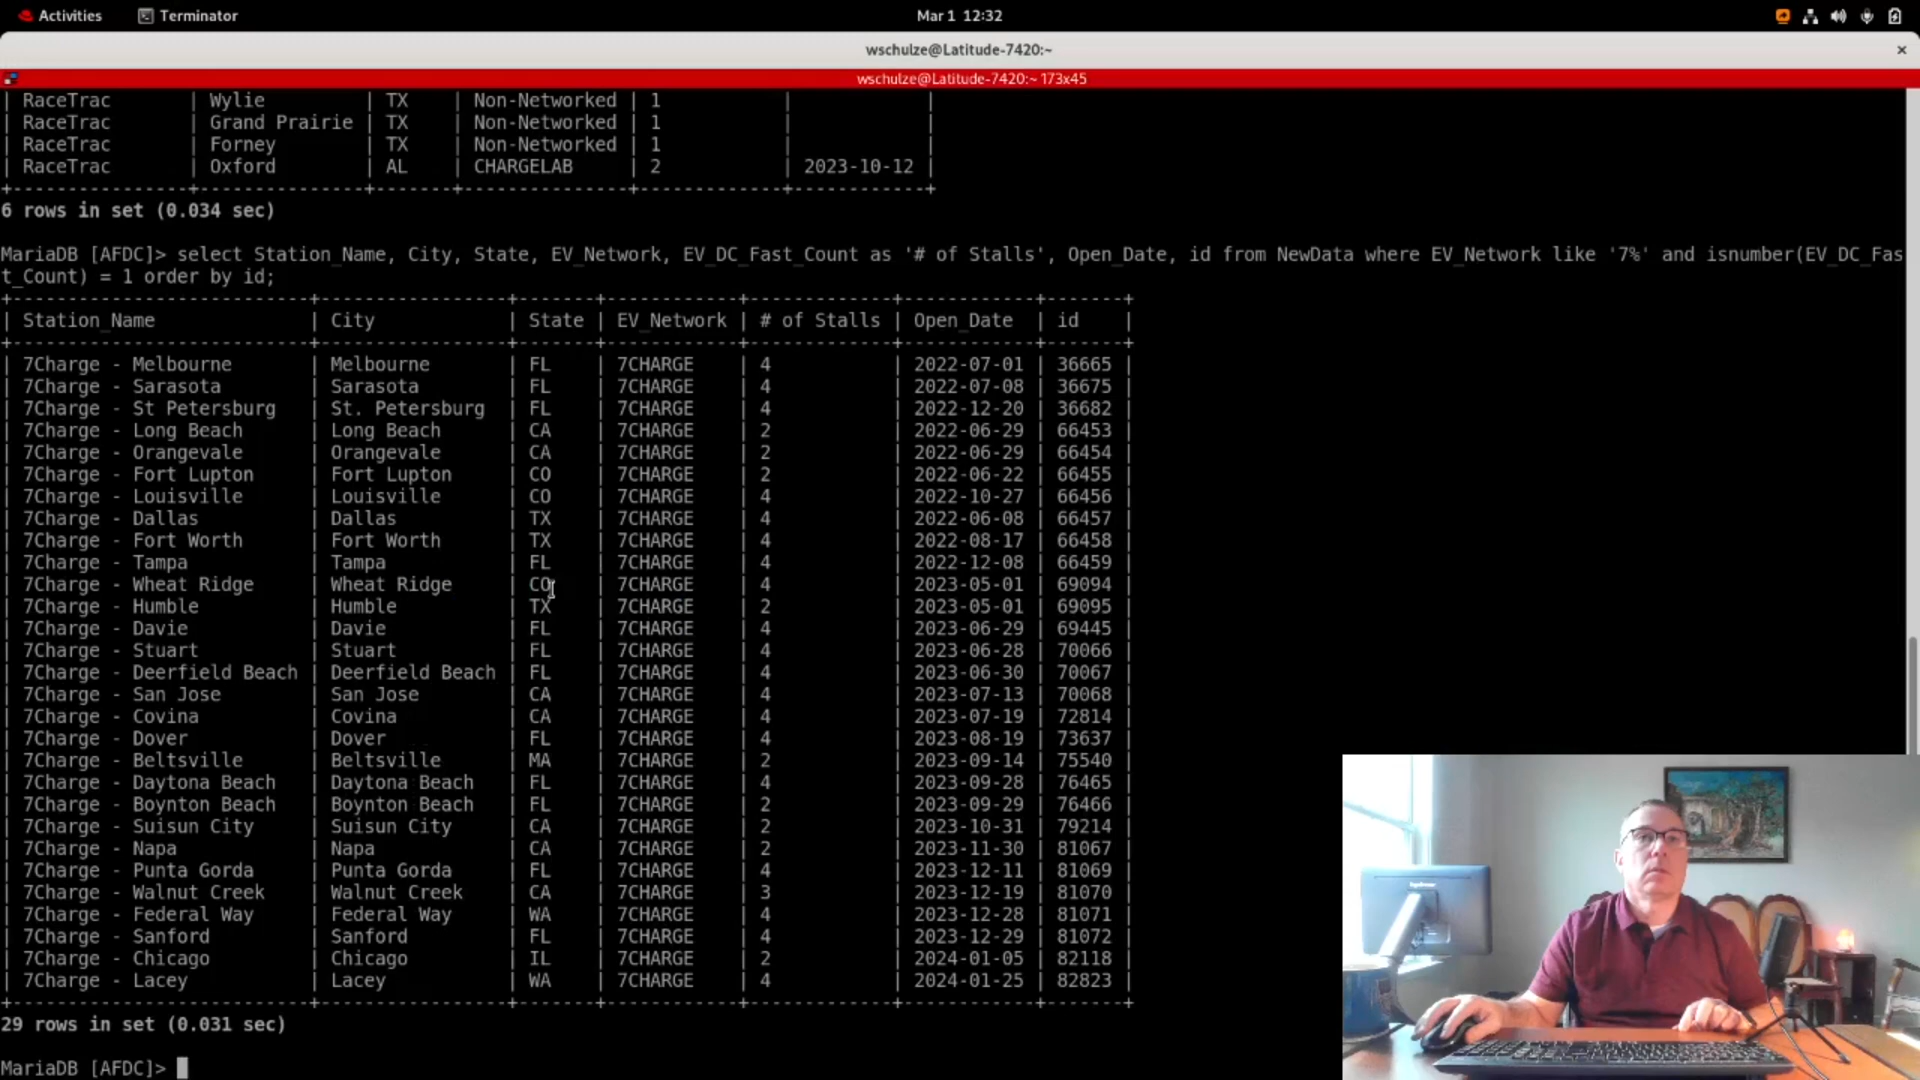 Activities Terminator Mar 1 12:32
wschulze@Latitude-7420:~
wschulze@Latitude-7420:~ 173x45
| RaceTrac | Wylie | TX | Non-Networked | 1 | |
| RaceTrac | Grand Prairie | TX | Non-Networked | 1 | |
| RaceTrac | Forney | TX | Non-Networked | 1 | |
| RaceTrac | Oxford | AL | CHARGELAB | 2 | 2023-10-12 |
6 rows in set (0.034 sec)
MariaDB [AFDC]> select Station_Name, City, State, EV_Network, EV_DC_Fast_Count as '# of Stalls', Open_Date, id from NewData where EV_Network like '7%' and isnumber(EV_DC_Fas
t_Count) = 1 order by id;
| Station_Name | City | State | EV_Network | # of Stalls | Open_Date | id |
| 7Charge - Melbourne | Melbourne | FL | 7CHARGE | 4 | 2022-07-01 | 36665 |
| 7Charge - Sarasota | Sarasota | FL | 7CHARGE | 4 | 2022-07-08 | 36675 |
| 7Charge - St Petersburg | St. Petersburg | FL | 7CHARGE | 4 | 2022-12-20 | 36682 |
| 7Charge - Long Beach | Long Beach | CA | 7CHARGE | 2 | 2022-06-29 | 66453 |
| 7Charge - Orangevale | Orangevale | CA | 7CHARGE | 2 | 2022-06-29 | 66454 |
| 7Charge - Fort Lupton | Fort Lupton | CO | 7CHARGE | 2 | 2022-06-22 | 66455 |
| 7Charge - Louisville | Louisville | CO | 7CHARGE | 4 | 2022-10-27 | 66456 |
| 7Charge - Dallas | Dallas | TX | 7CHARGE | 4 | 2022-06-08 | 66457 |
| 7Charge - Fort Worth | Fort Worth | TX | 7CHARGE | 4 | 2022-08-17 | 66458 |
| 7Charge - Tampa | Tampa | FL | 7CHARGE | 4 | 2022-12-08 | 66459 |
| 7Charge - Wheat Ridge | Wheat Ridge | CO | 7CHARGE | 4 | 2023-05-01 | 69094 |
| 7Charge - Humble | Humble | TX | 7CHARGE | 2 | 2023-05-01 | 69095 |
| 7Charge - Davie | Davie | FL | 7CHARGE | 4 | 2023-06-29 | 69445 |
| 7Charge - Stuart | Stuart | FL | 7CHARGE | 4 | 2023-06-28 | 70066 |
| 7Charge - Deerfield Beach | Deerfield Beach | FL | 7CHARGE | 4 | 2023-06-30 | 70067 |
| 7Charge - San Jose | San Jose | CA | 7CHARGE | 4 | 2023-07-13 | 70068 |
| 7Charge - Covina | Covina | CA | 7CHARGE | 4 | 2023-07-19 | 72814 |
| 7Charge - Dover | Dover | FL | 7CHARGE | 4 | 2023-08-19 | 73637 |
| 7Charge - Beltsville | Beltsville | MA | 7CHARGE | 2 | 2023-09-14 | 75540 |
| 7Charge - Daytona Beach | Daytona Beach | FL | 7CHARGE | 4 | 2023-09-28 | 76465 |
| 7Charge - Boynton Beach | Boynton Beach | FL | 7CHARGE | 2 | 2023-09-29 | 76466 |
| 7Charge - Suisun City | Suisun City | CA | 7CHARGE | 2 | 2023-10-31 | 79214 |
| 7Charge - Napa | Napa | CA | 7CHARGE | 2 | 2023-11-30 | 81067 |
| 7Charge - Punta Gorda | Punta Gorda | FL | 7CHARGE | 4 | 2023-12-11 | 81069 |
| 7Charge - Walnut Creek | Walnut Creek | CA | 7CHARGE | 3 | 2023-12-19 | 81070 |
| 7Charge - Federal Way | Federal Way | WA | 7CHARGE | 4 | 2023-12-28 | 81071 |
| 7Charge - Sanford | Sanford | FL | 7CHARGE | 4 | 2023-12-29 | 81072 |
| 7Charge - Chicago | Chicago | IL | 7CHARGE | 2 | 2024-01-05 | 82118 |
| 7Charge - Lacey | Lacey | WA | 7CHARGE | 4 | 2024-01-25 | 82823 |
29 rows in set (0.031 sec)
MariaDB [AFDC]>